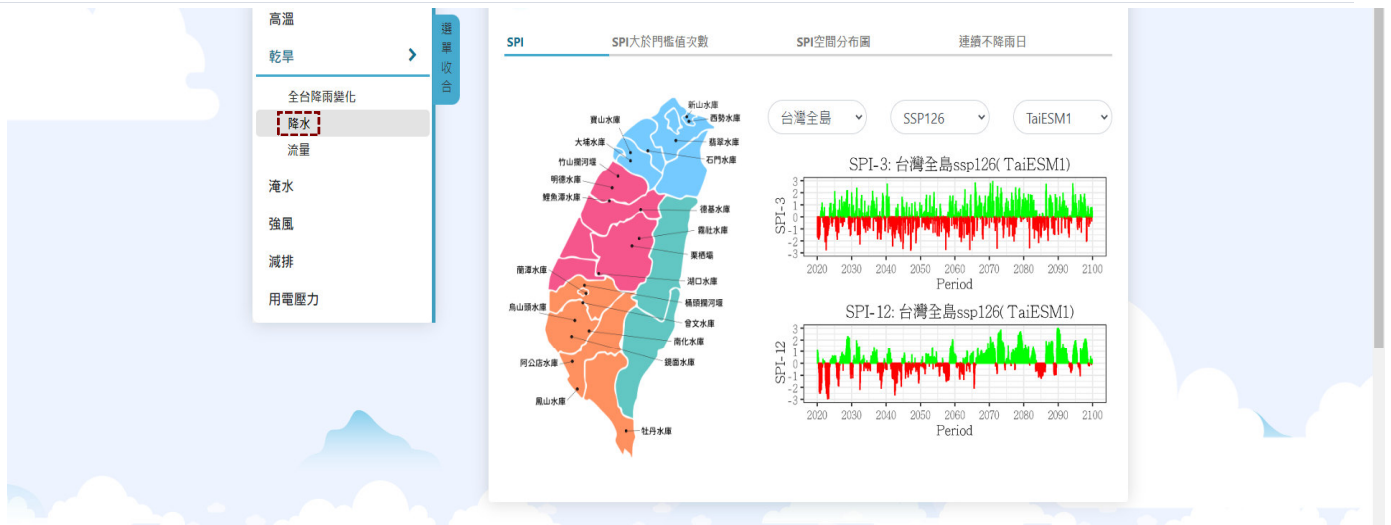 高溫
乾旱
全台降雨變化
降水
流量
淹水
強風
減排
用電壓力
選單收合
SPI SPI大於門檻值次數 SPI空間分布圖 連續不降雨日
台灣全島 SSP126 TaiESM1
新山水庫
西勢水庫
寶山水庫
大埔水庫
翡翠水庫
石門水庫
竹山攔河堰
明德水庫
鯉魚潭水庫
德基水庫
霧社水庫
栗栖壩
湖口水庫
蘭潭水庫
桶頭攔河堰
烏山頭水庫
曾文水庫
南化水庫
鏡面水庫
阿公店水庫
鳳山水庫
牡丹水庫
SPI-3: 台灣全島ssp126( TaiESM1)
SPI-3
3
2
1
0
-1
-2
-3
2020 2030 2040 2050 2060 2070 2080 2090 2100
Period
SPI-12: 台灣全島ssp126( TaiESM1)
SPI-12
3
2
1
0
-1
-2
-3
2020 2030 2040 2050 2060 2070 2080 2090 2100
Period